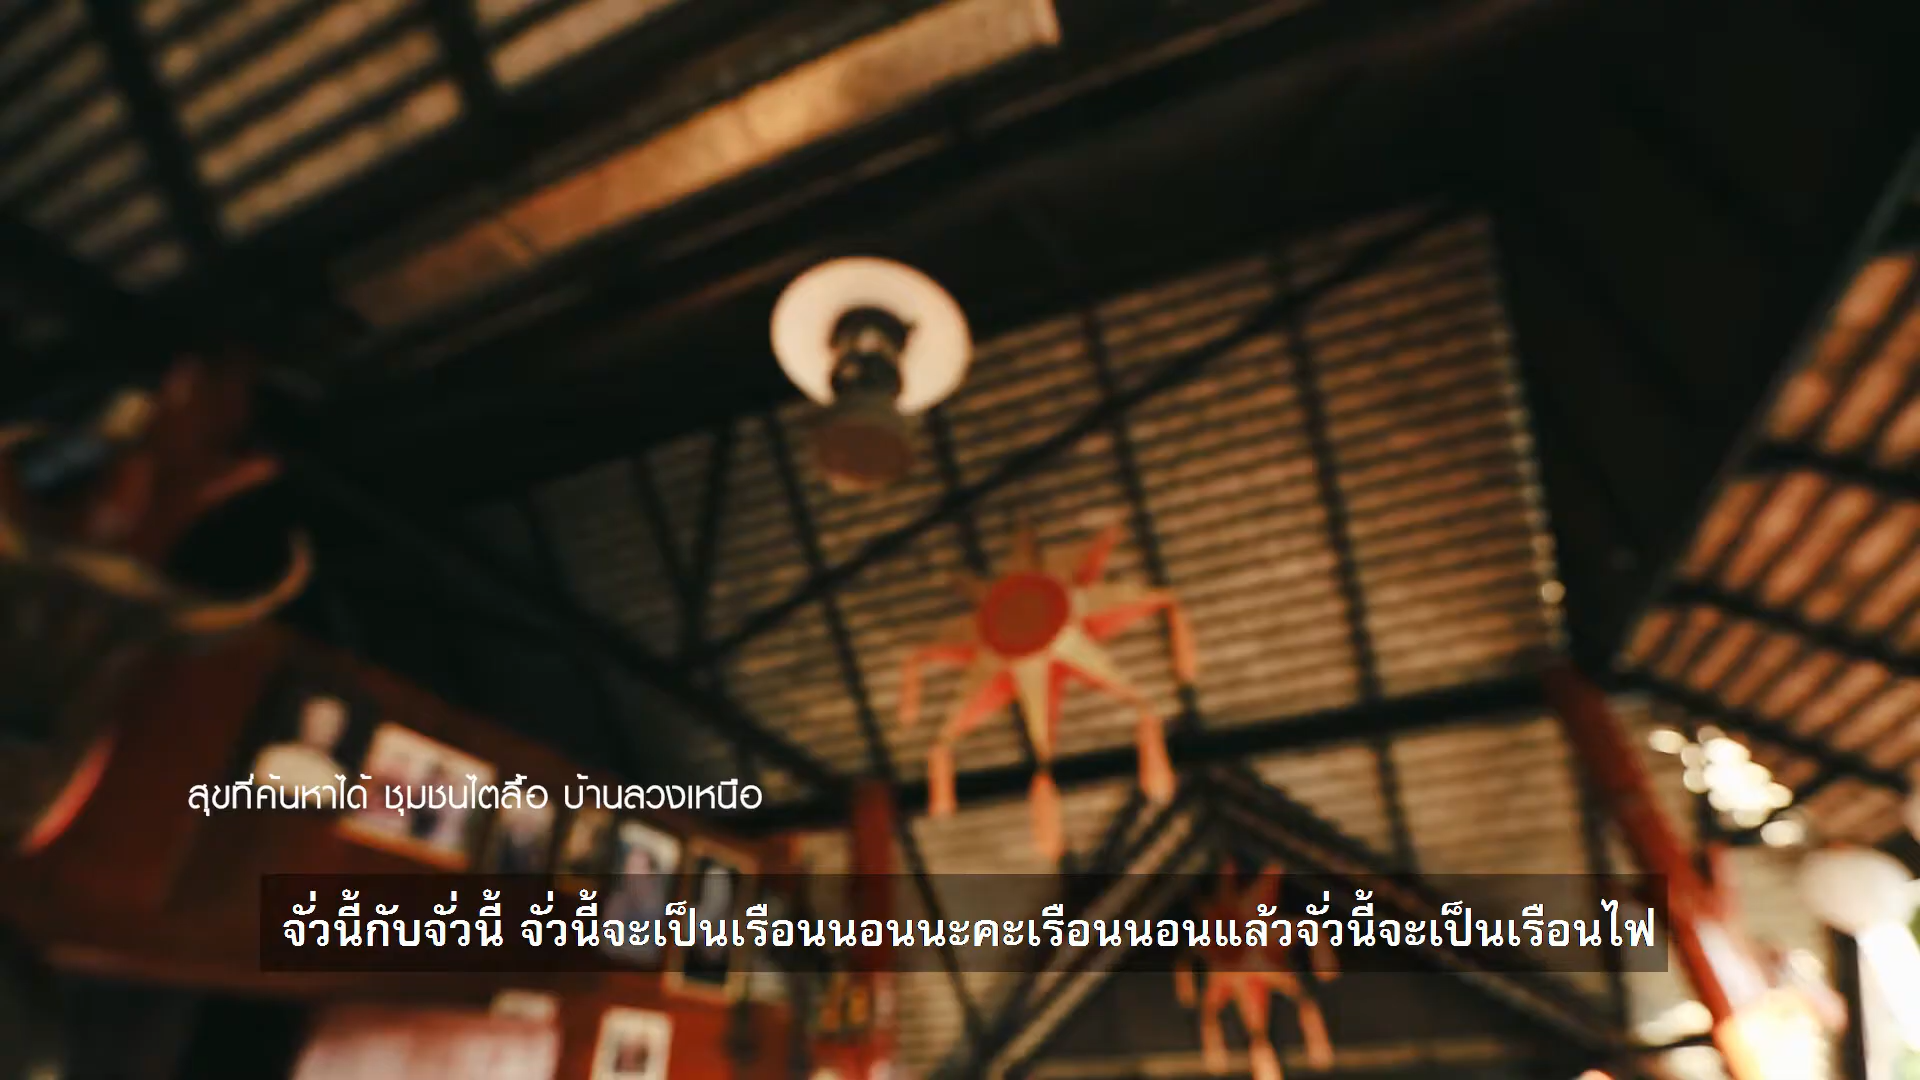 สุขที่ค้นหาได้ ชุมชนไตลื้อ บ้านลวงเหนือ
จั่วนี้กับจั่วนี้ จั่วนี้จะเป็นเรือนนอนนะคะเรือนนอนแล้วจั่วนี้จะเป็นเรือนไฟ